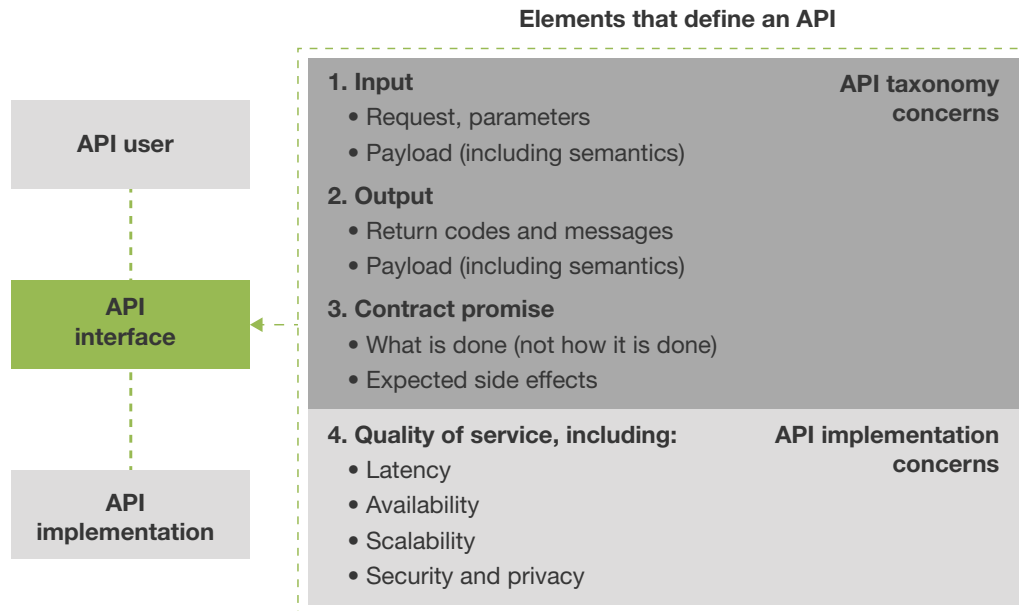 Elements that define an API
API user
API
interface
API
implementation
1. Input
• Request, parameters
• Payload (including semantics)
2. Output
• Return codes and messages
• Payload (including semantics)
3. Contract promise
• What is done (not how it is done)
• Expected side effects
API taxonomy
concerns
4. Quality of service, including:
• Latency
• Availability
• Scalability
• Security and privacy
API implementation
concerns